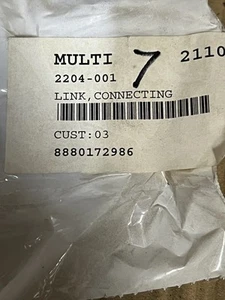 MULTI 7 2110
2204-001
LINK,CONNECTING
CUST:03
8880172986